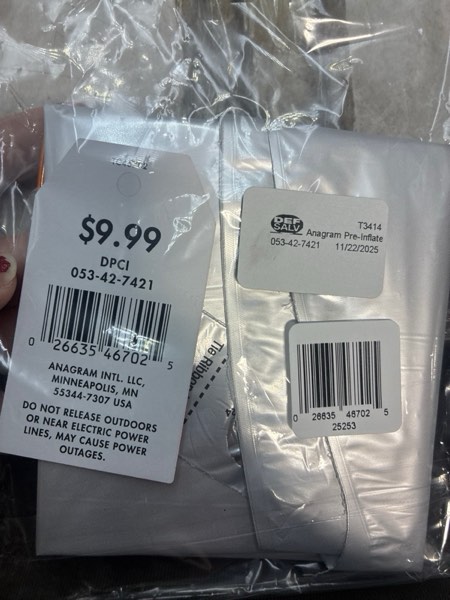 $9.99
DPCI
053-42-7421
0 26635 46702 5
ANAGRAM INTL. LLC,
MINNEAPOLIS, MN
55344-7307 USA
DO NOT RELEASE OUTDOORS
OR NEAR ELECTRIC POWER
LINES, MAY CAUSE POWER
OUTAGES.
DEF
SALV
T3414
Anagram Pre-Inflate
053-42-7421 11/22/2025
Tie Ribbon
0 26635 46702 5
25253